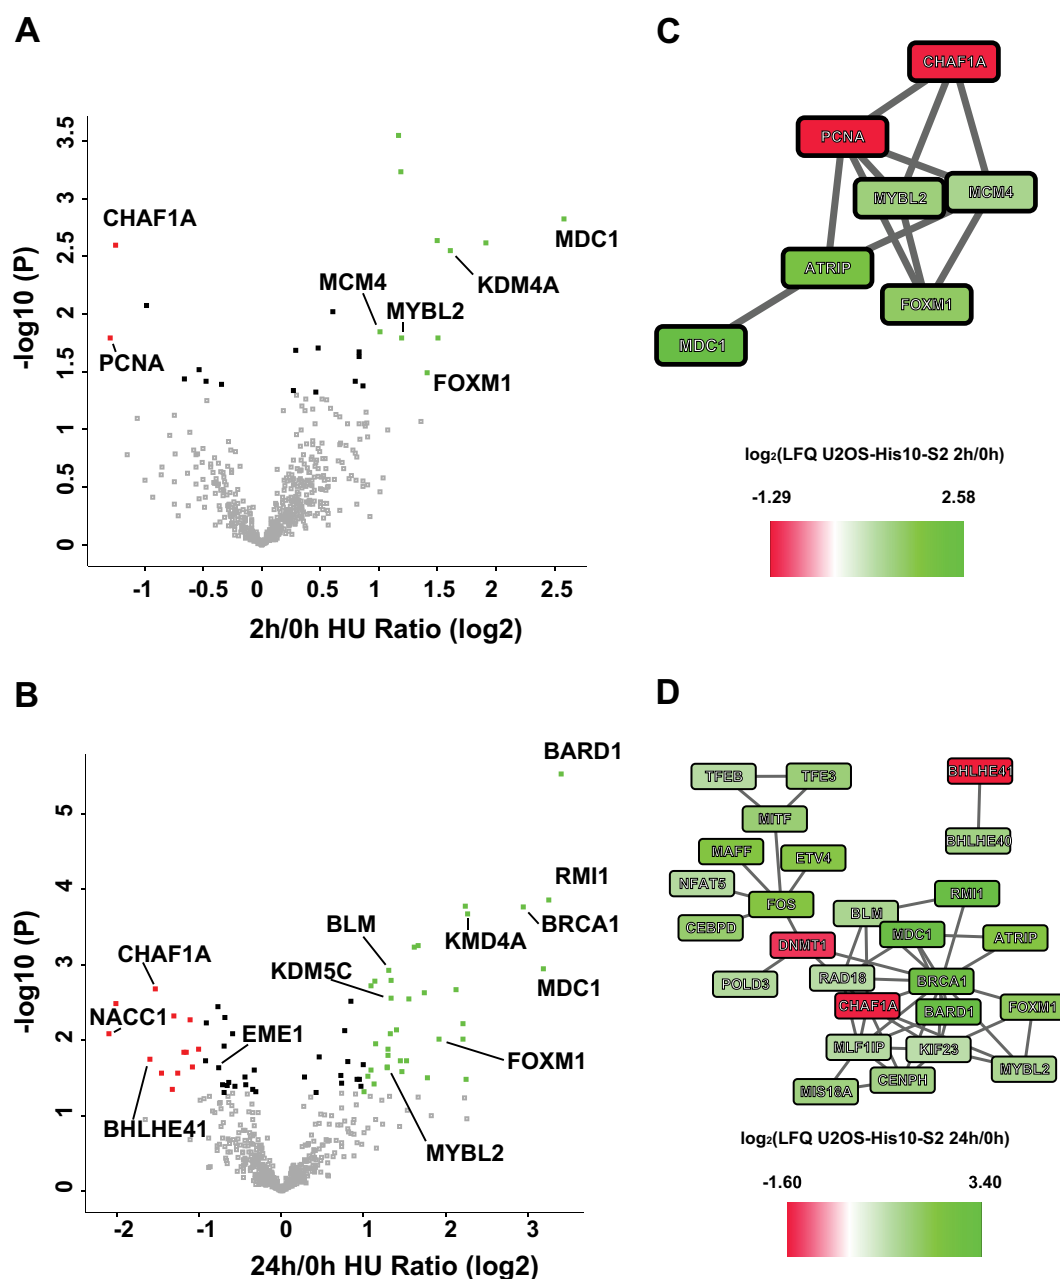 A
-log10 (P)
3.5
3
2.5
2
1.5
1
0.5
0
CHAF1A
MDC1
KDM4A
MCM4
MYBL2
PCNA
FOXM1
-1
-0.5
0
0.5
1
1.5
2
2.5
2h/0h HU Ratio (log2)
C
CHAF1A
PCNA
MYBL2
MCM4
ATRIP
FOXM1
MDC1
log2(LFQ U2OS-His10-S2 2h/0h)
-1.29 2.58
B
-log10 (P)
5
4
3
2
1
0
BARD1
RMI1
BLM
KMD4A
BRCA1
CHAF1A
KDM5C
MDC1
NACC1
EME1
FOXM1
BHLHE41
MYBL2
-2
-1
0
1
2
3
24h/0h HU Ratio (log2)
D
TFEB
TFE3
BHLHE41
MITF
BHLHE40
MAFF
ETV4
NFAT5
RMI1
FOS
BLM
CEBPD
MDC1
ATRIP
DNMT1
POLD3
RAD18
BRCA1
CHAF1A
BARD1
FOXM1
MLF1IP
KIF23
MYBL2
MIS18A
CENPH
log2(LFQ U2OS-His10-S2 24h/0h)
-1.60 3.40